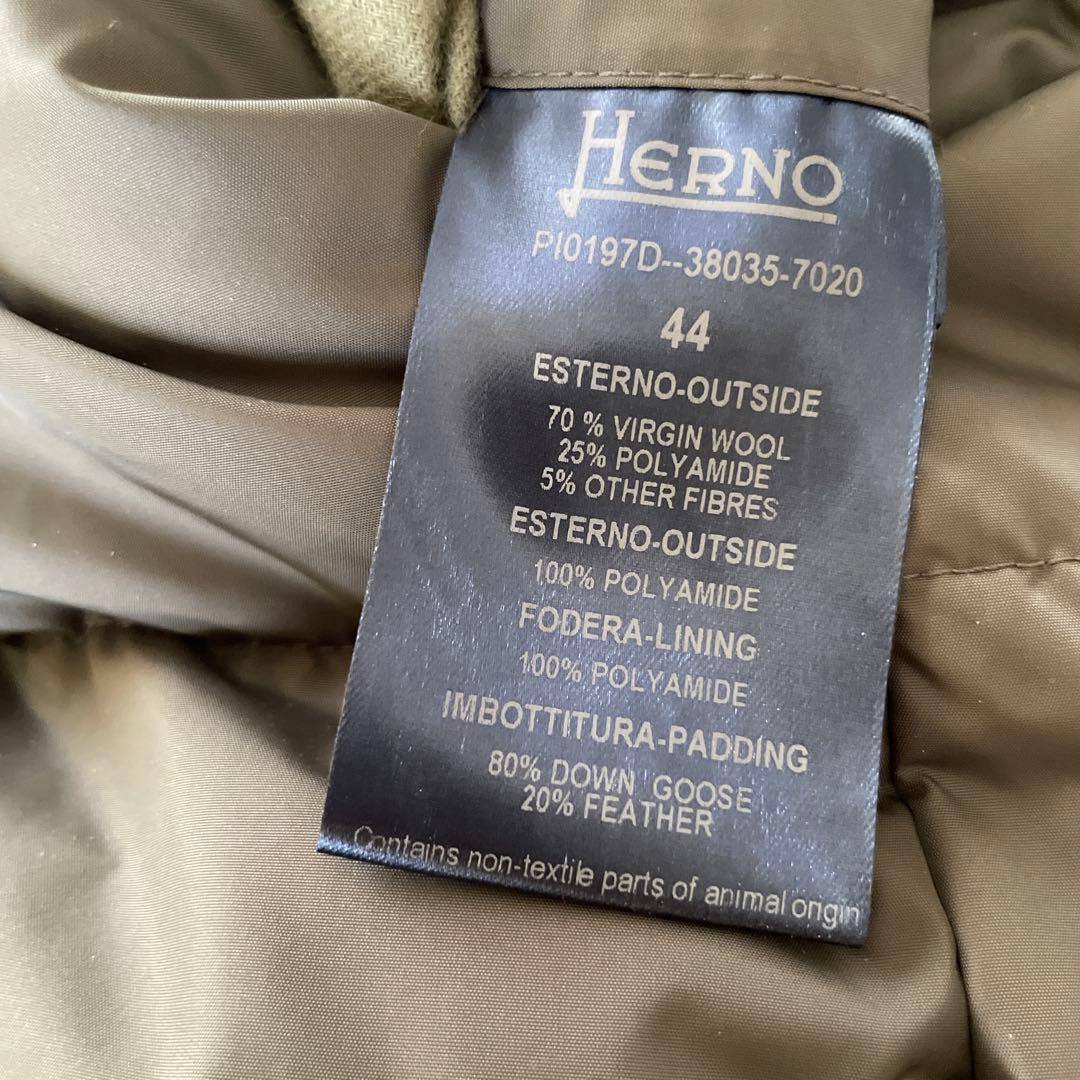 HERNO
PI0197D--38035-7020
44
ESTERNO-OUTSIDE
70 % VIRGIN WOOL
25% POLYAMIDE
5% OTHER FIBRES
ESTERNO-OUTSIDE
100% POLYAMIDE
FODERA-LINING
100% POLYAMIDE
IMBOTTITURA-PADDING
80% DOWN GOOSE
20% FEATHER
Contains non-textile parts of animal origin